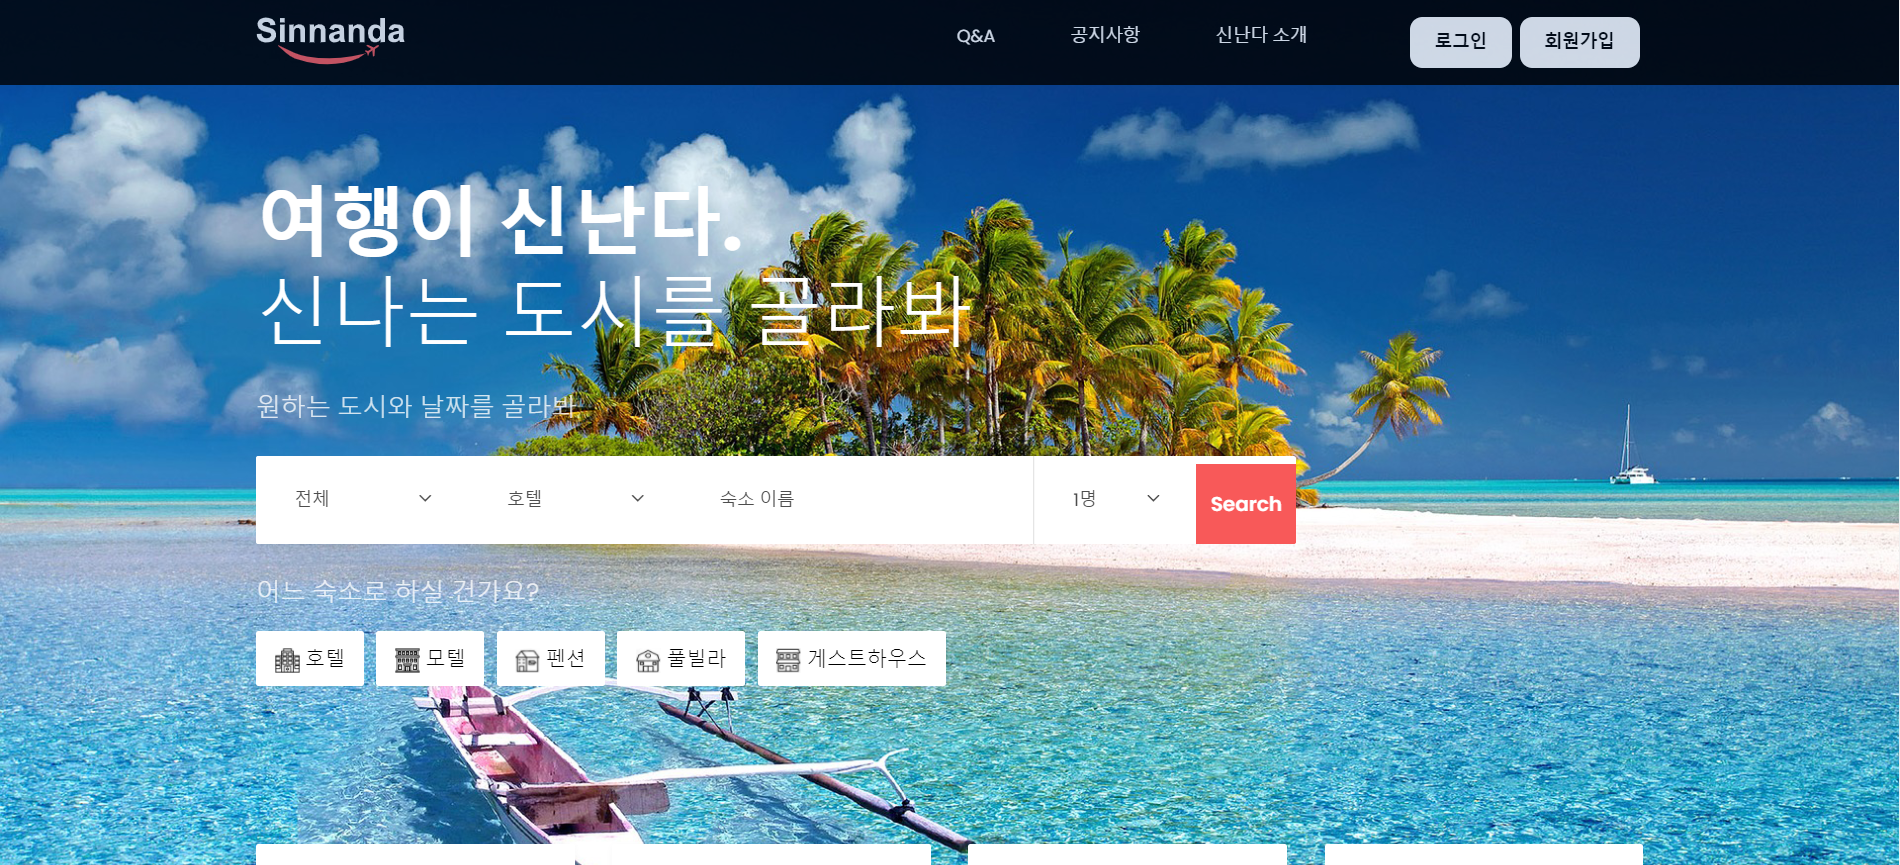 Sinnanda
Q&A
공지사항
신난다 소개
로그인
회원가입
여행이 신난다.
신나는 도시를 골라봐
원하는 도시와 날짜를 골라봐.
전체
호텔
숙소 이름
1명
Search
어느 숙소로 하실 건가요?
호텔
모텔
펜션
풀빌라
게스트하우스